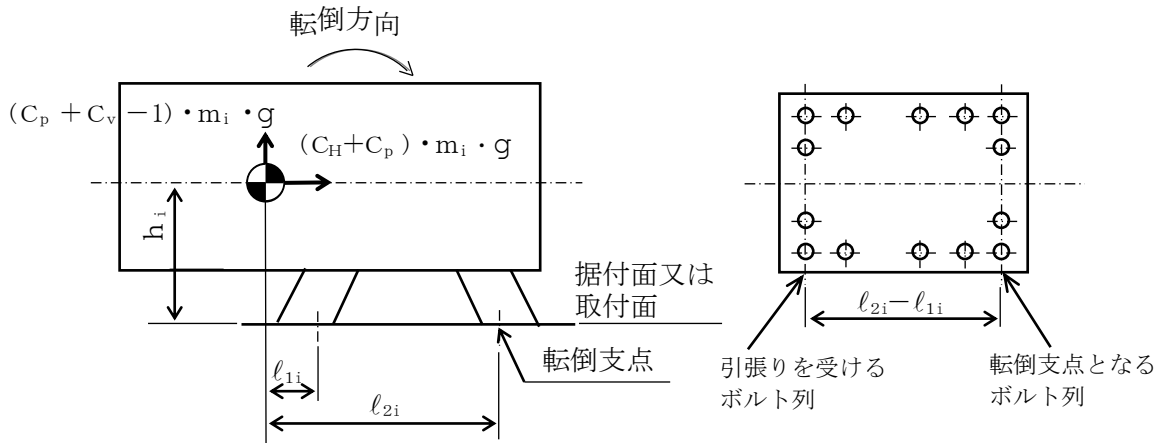 転倒方向
(Cₚ＋Cᵥ－1)・mᵢ・g
(C_H＋Cₚ)・mᵢ・g
hᵢ
据付面又は
取付面
転倒支点
ℓ₁ᵢ
ℓ₂ᵢ
ℓ₂ᵢ－ℓ₁ᵢ
引張りを受ける
ボルト列
転倒支点となる
ボルト列